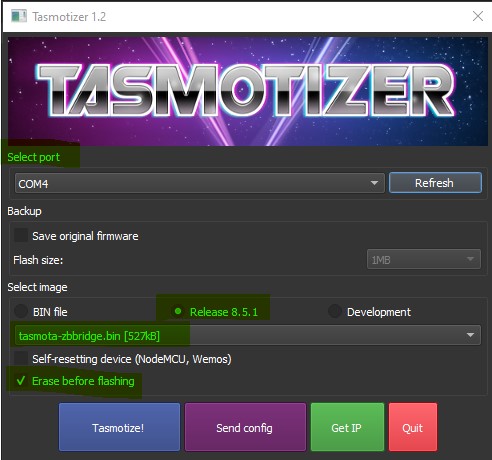 Tasmotizer 1.2
TASMOTIZER
Select port
COM4
Refresh
Backup
Save original firmware
Flash size:
1MB
Select image
BIN file
Release 8.5.1
Development
tasmota-zbbridge.bin [527kB]
Self-resetting device (NodeMCU, Wemos)
Erase before flashing
Tasmotize!
Send config
Get IP
Quit